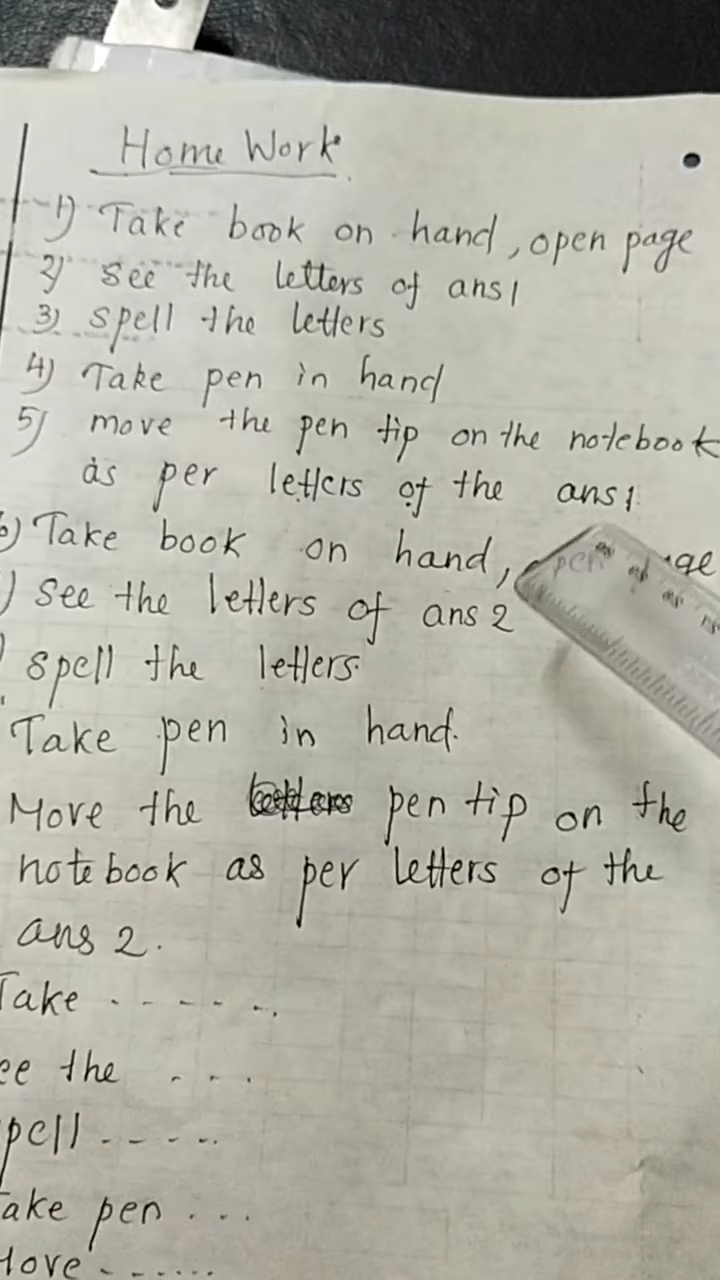 Home Work
1) Take book on hand, open page
2) see the letters of ans1
3) spell the letters
4) Take pen in hand
5) move the pen tip on the notebook
as per letters of the ans1
6) Take book on hand,
) see the letters of ans 2
spell the letters
Take pen in hand.
Move the pen tip on the
notebook as per letters of the
ans 2.
Take - - - - - -.
ee the - - -
pell - - - - -
ake pen - - -
ove - - - - - -